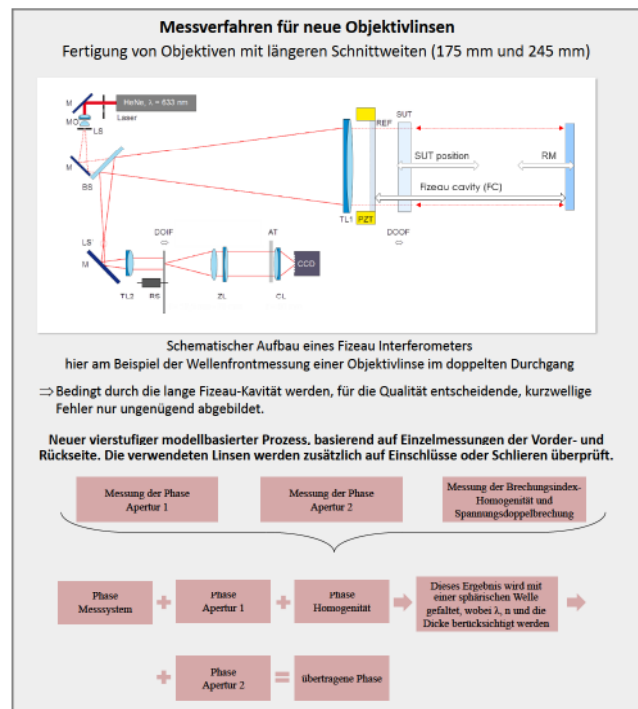 Messverfahren für neue Objektivlinsen
Fertigung von Objektiven mit längeren Schnittweiten (175 mm und 245 mm)
M
HeNe, λ = 633 nm
Laser
MO
LS
M
BS
REF
SUT
SUT position
RM
Fizeau cavity (FC)
TL1
PZT
DOOF
LS
M
DOIF
AT
CCD
TL2
RS
ZL
CL
Schematischer Aufbau eines Fizeau Interferometers
hier am Beispiel der Wellenfrontmessung einer Objektivlinse im doppelten Durchgang
⇒ Bedingt durch die lange Fizeau-Kavität werden, für die Qualität entscheidende, kurzwellige
Fehler nur ungenügend abgebildet.
Neuer vierstufiger modellbasierter Prozess, basierend auf Einzelmessungen der Vorder- und
Rückseite. Die verwendeten Linsen werden zusätzlich auf Einschlüsse oder Schlieren überprüft.
Messung der Phase
Apertur 1
Messung der Phase
Apertur 2
Messung der Brechungsindex-
Homogenität und
Spannungsdoppelbrechung
Phase
Messsystem
+
Phase
Apertur 1
+
Phase
Homogenität
Dieses Ergebnis wird mit
einer sphärischen Welle
gefaltet, wobei λ, n und die
Dicke berücksichtigt werden
+
Phase
Apertur 2
=
übertragene Phase